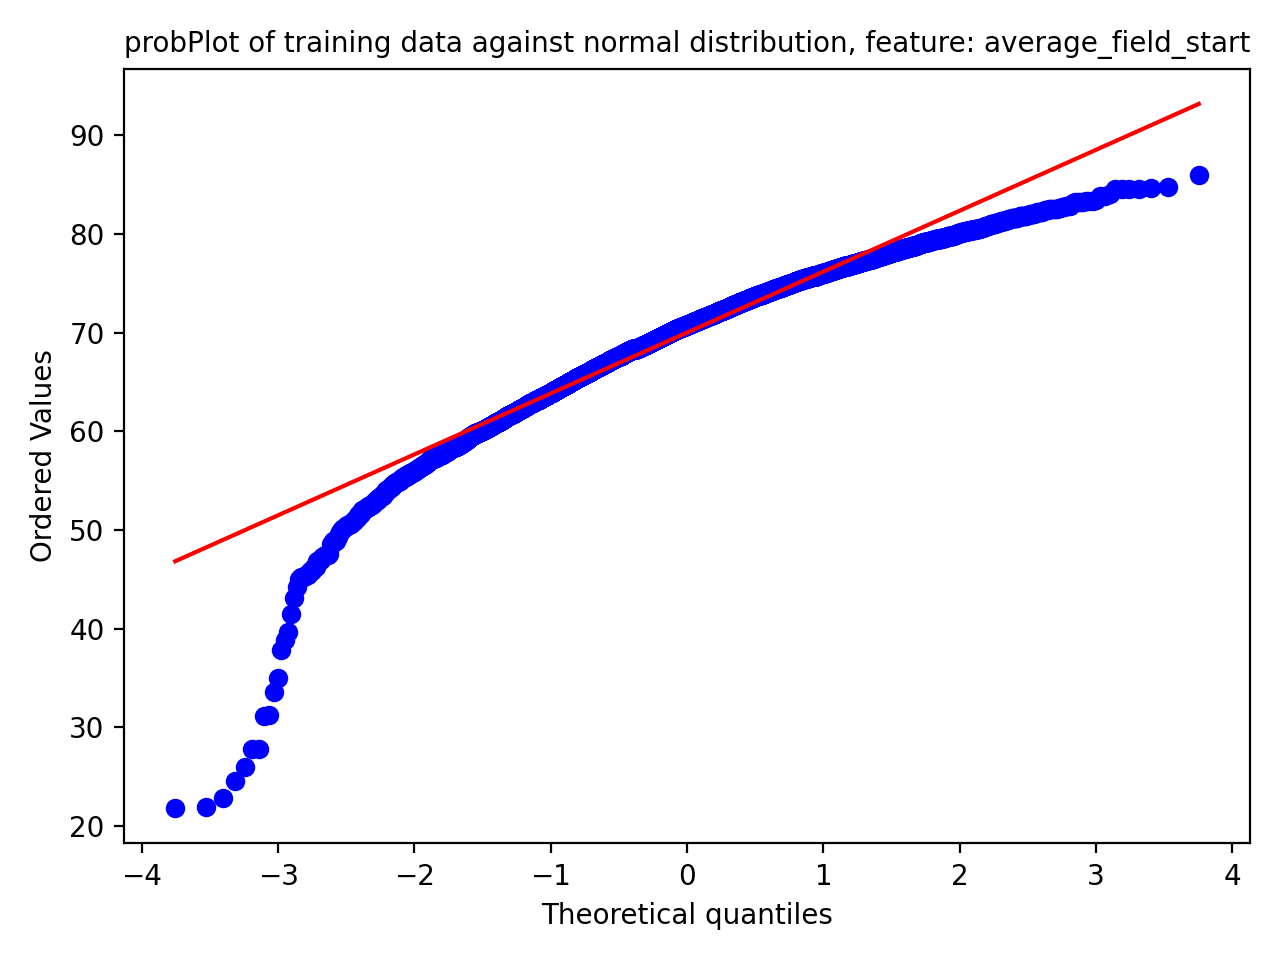 probPlot of training data against normal distribution, feature: average_field_start
90
80
70
60
50
40
30
20
Ordered Values
−4 −3 −2 −1 0 1 2 3 4
Theoretical quantiles